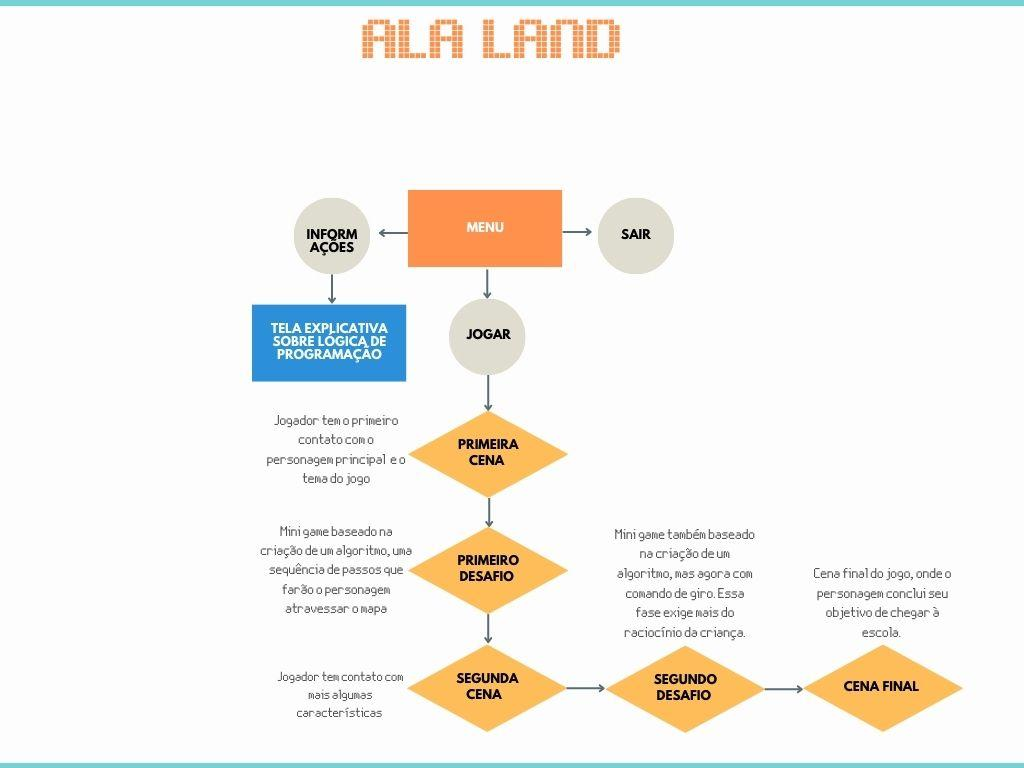 ALA LAND
INFORM
AÇÕES
MENU
SAIR
TELA EXPLICATIVA
SOBRE LÓGICA DE
PROGRAMAÇÃO
JOGAR
Jogador tem o primeiro
contato com o
personagem principal e o
tema do jogo
PRIMEIRA
CENA
Mini game baseado na
criação de um algoritmo, uma
sequência de passos que
farão o personagem
atravessar o mapa
PRIMEIRO
DESAFIO
Jogador tem contato com
mais algumas
características
SEGUNDA
CENA
Mini game também baseado
na criação de um
algoritmo, mas agora com
comando de giro. Essa
fase exige mais do
raciocínio da criança.
SEGUNDO
DESAFIO
Cena final do jogo, onde o
personagem conclui seu
objetivo de chegar à
escola.
CENA FINAL